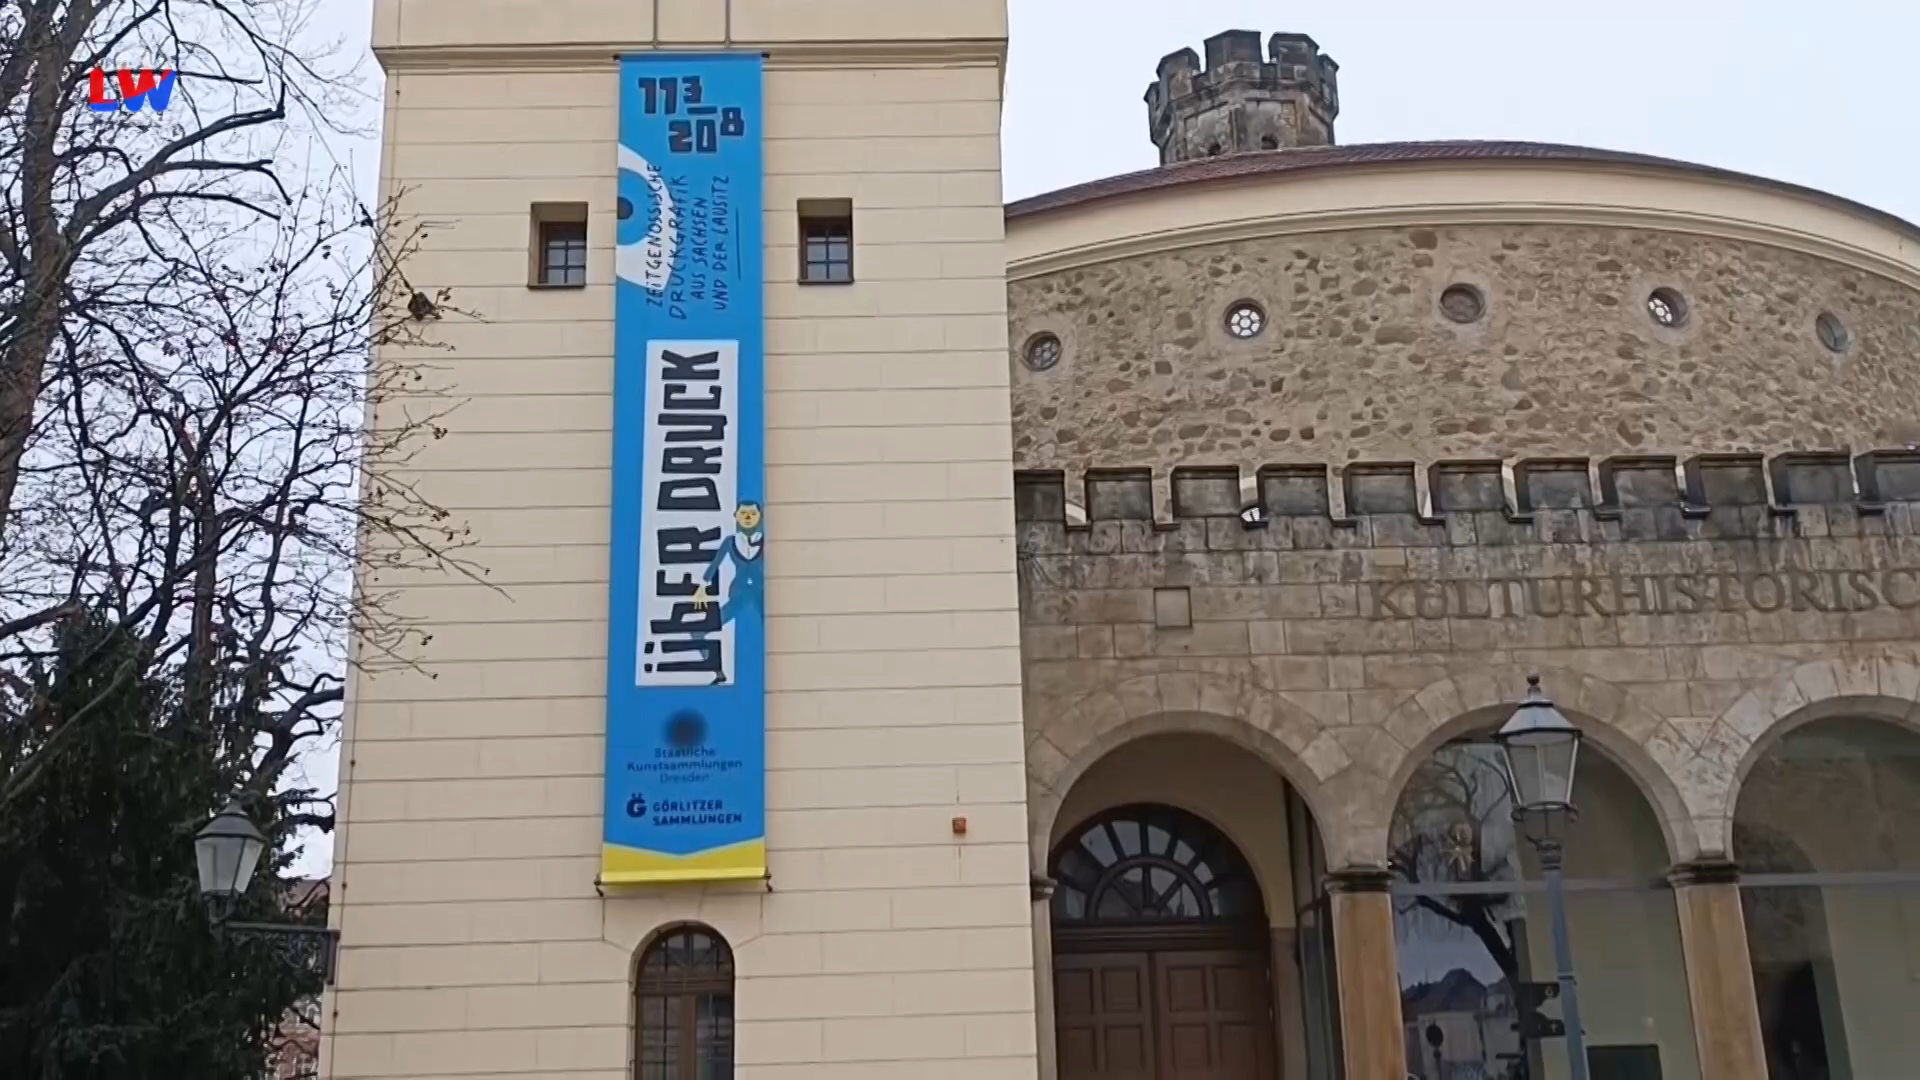 LW
113
208
ZEITGENÖSSISCHE
DRUCKGRAFIK
AUS SACHSEN
UND DER LAUSITZ
ÜBER DRUCK
Staatliche
Kunstsammlungen
Dresden
GÖRLITZER
SAMMLUNGEN
KULTURHISTORISC